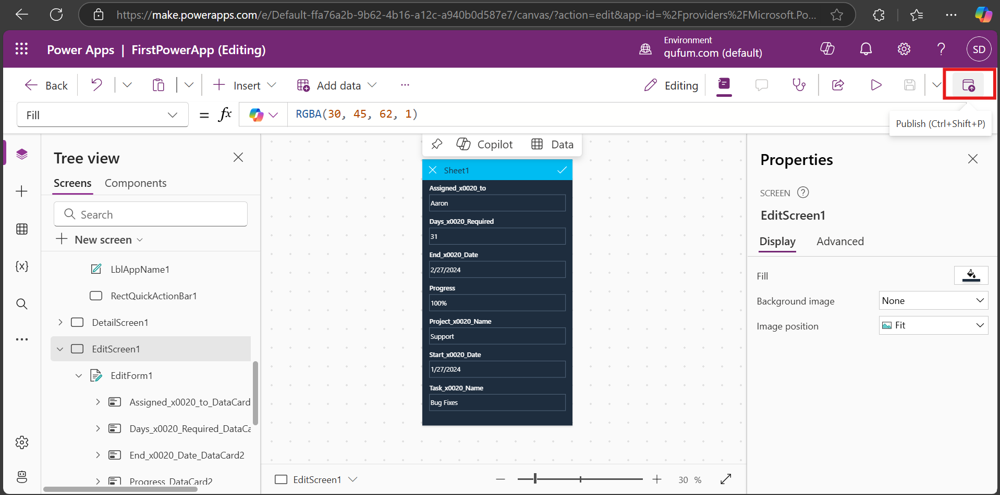 https://make.powerapps.com/e/Default-ffa76a2b-9b62-4b16-a12c-a940b0d587e7/canvas/?action=edit&app-id=%2Fproviders%2FMicrosoft.Po...
Power Apps | FirstPowerApp (Editing)
Environment
qufum.com (default)
SD
Back
Insert
Add data
Editing
Fill
= fx
RGBA(30, 45, 62, 1)
Publish (Ctrl+Shift+P)
Tree view
Screens
Components
Search
New screen
LblAppName1
RectQuickActionBar1
DetailScreen1
EditScreen1
EditForm1
Assigned_x0020_to_DataCard
Days_x0020_Required_DataCa
End_x0020_Date_DataCard2
Progress_DataCard2
Copilot
Data
Sheet1
Assigned_x0020_to
Aaron
Days_x0020_Required
31
End_x0020_Date
2/27/2024
Progress
100%
Project_x0020_Name
Support
Start_x0020_Date
1/27/2024
Task_x0020_Name
Bug Fixes
EditScreen1
30 %
Properties
SCREEN
EditScreen1
Display
Advanced
Fill
Background image
None
Image position
Fit